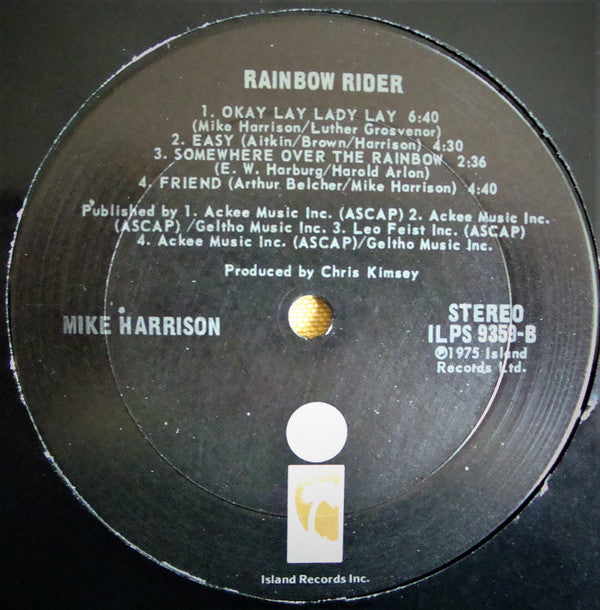 RAINBOW RIDER
1. OKAY LAY LADY LAY 6:40
(Mike Harrison/Luther Grosvenor)
2. EASY (Aitkin/Brown/Harrison) 4:30
3. SOMEWHERE OVER THE RAINBOW 2:36
(E. W. Harburg/Harold Arlon)
4. FRIEND (Arthur Belcher/Mike Harrison) 4:40
Published by 1. Ackee Music Inc. (ASCAP) 2. Ackee Music Inc.
(ASCAP) /Geltho Music Inc. 3. Leo Feist Inc. (ASCAP)
4. Ackee Music Inc. (ASCAP)/Geltho Music Inc.
Produced by Chris Kimsey
MIKE HARRISON
STEREO
ILPS 9359-B
℗1975 Island
Records Ltd.
Island Records Inc.